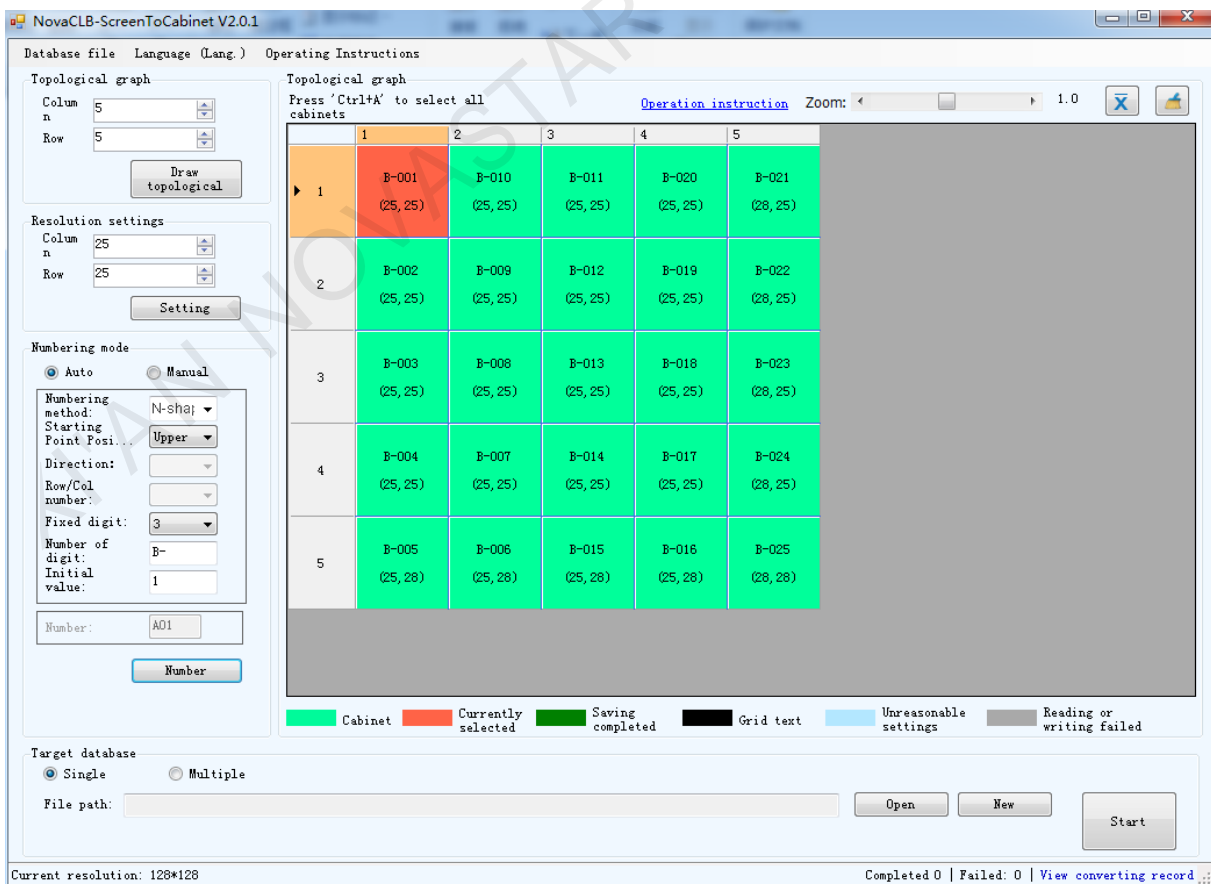 NovaCLB-ScreenToCabinet V2.0.1
Database file Language (Lang.) Operating Instructions
Topological graph
Colum
n
5
Row 5
Draw
topological
Resolution settings
Colum
n
25
Row 25
Setting
Numbering mode
Auto Manual
Numbering
method:
N-shap
Starting
Point Posi...
Upper
Direction:
Row/Col
number:
Fixed digit: 3
Number of
digit:
B-
Initial
value:
1
Number: A01
Number
Topological graph
Press 'Ctrl+A' to select all
cabinets
Operation instruction Zoom: 1.0
1 2 3 4 5
1 B-001 B-010 B-011 B-020 B-021
(25, 25) (25, 25) (25, 25) (25, 25) (28, 25)
2 B-002 B-009 B-012 B-019 B-022
(25, 25) (25, 25) (25, 25) (25, 25) (28, 25)
3 B-003 B-008 B-013 B-018 B-023
(25, 25) (25, 25) (25, 25) (25, 25) (28, 25)
4 B-004 B-007 B-014 B-017 B-024
(25, 25) (25, 25) (25, 25) (25, 25) (28, 25)
5 B-005 B-006 B-015 B-016 B-025
(25, 28) (25, 28) (25, 28) (25, 28) (28, 28)
Cabinet
Currently
selected
Saving
completed
Grid text
Unreasonable
settings
Reading or
writing failed
Target database
Single Multiple
File path: Open New
Start
Current resolution: 128*128 Completed 0 | Failed: 0 | View converting record
XI'AN NOVASTAR